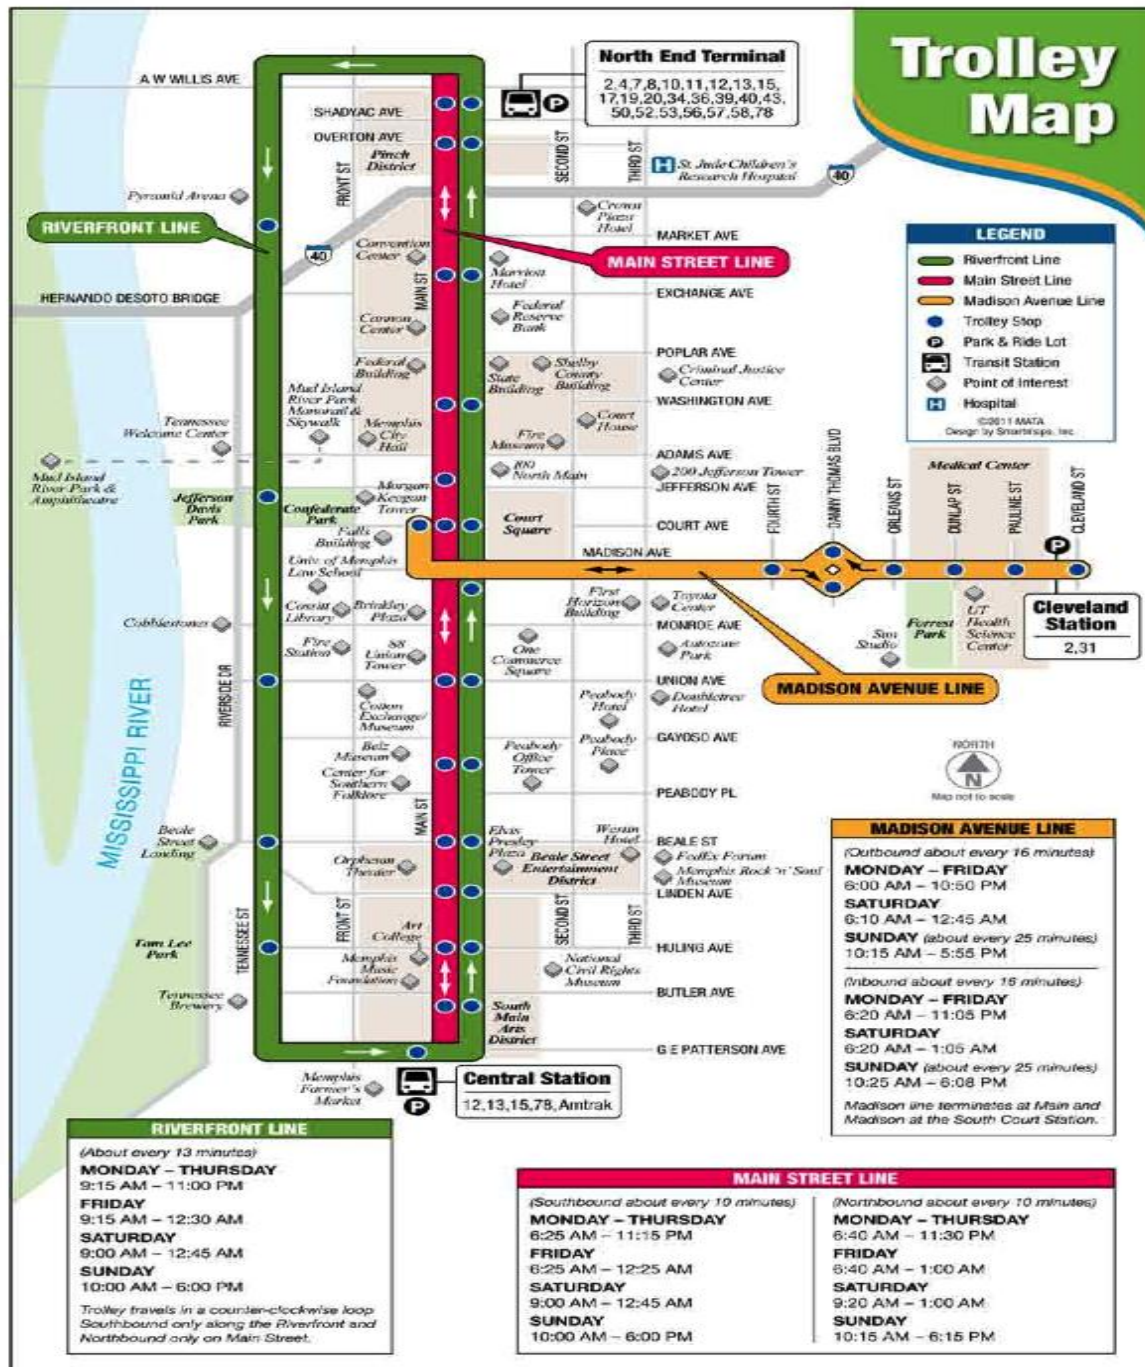 Trolley
Map
North End Terminal
2,4,7,8,10,11,12,13,15,
17,19,20,34,36,39,40,43,
50,52,53,56,57,58,78
A W WILLIS AVE
SHADYAC AVE
OVERTON AVE
Pinch
District
FRONT ST
SECOND ST
THIRD ST
H
St. Jude Children's
Research Hospital
40
Pyramid Arena
RIVERFRONT LINE
40
Crown
Plaza
Hotel
MARKET AVE
Convention
Center
MAIN STREET LINE
MAIN ST
Marriott
Hotel
HERNANDO DESOTO BRIDGE
EXCHANGE AVE
Cannon
Center
Federal
Reserve
Bank
LEGEND
Riverfront Line
Main Street Line
Madison Avenue Line
Trolley Stop
P Park & Ride Lot
Transit Station
Point of Interest
H Hospital
©2011 MATA
POPLAR AVE
Federal
Building
State
Building
Shelby
County
Building
Criminal Justice
Center
WASHINGTON AVE
Mud Island
River Park
Monorail &
Skywalk
Memphis
City
Hall
Court
House
Fire
Museum
Tennessee
Welcome Center
ADAMS AVE
Mud Island
River Park &
Amphitheatre
100
North Main
200 Jefferson Tower
JEFFERSON AVE
Medical Center
Jefferson
Davis
Park
Confederate
Park
Morgan
Keegan
Tower
Court
Square
COURT AVE
FOURTH ST
DANNY THOMAS BLVD
ORLEANS ST
DUNLAP ST
PAULINE ST
CLEVELAND ST
Falls
Building
MADISON AVE
P
Univ. of Memphis
Law School
Cossitt
Library
Brinkley
Plaza
First
Horizon
Building
Toyota
Center
Cleveland
Station
2,31
Cobblestones
MONROE AVE
Fire
Station
88
Union
Tower
One
Commerce
Square
Autozone
Park
Sun
Studio
Forrest
Park
UT
Health
Science
Center
RIVERSIDE DR
UNION AVE
MADISON AVENUE LINE
MISSISSIPPI RIVER
Cotton
Exchange/
Museum
Peabody
Hotel
Doubletree
Hotel
GAYOSO AVE
Belz
Museum
Center for
Southern
Folklore
Peabody
Office
Tower
Peabody
Place
NORTH
N
Map not to scale
PEABODY PL
MAIN ST
Beale
Street
Landing
Elvis
Presley
Plaza
Westin
Hotel
BEALE ST
Orpheum
Theater
Beale Street
Entertainment
District
FedEx Forum
Memphis Rock 'n' Soul
Museum
LINDEN AVE
TENNESSEE ST
FRONT ST
SECOND ST
THIRD ST
Tom Lee
Park
Art
College
HULING AVE
Memphis
Music
Foundation
National
Civil Rights
Museum
Tennessee
Brewery
BUTLER AVE
South
Main
Arts
District
G E PATTERSON AVE
Memphis
Farmer's
Market
P
Central Station
12,13,15,78,Amtrak
MADISON AVENUE LINE
(Outbound about every 16 minutes)
MONDAY – FRIDAY
6:00 AM – 10:50 PM
SATURDAY
6:10 AM – 12:45 AM
SUNDAY (about every 25 minutes)
10:15 AM – 5:55 PM
(Inbound about every 16 minutes)
MONDAY – FRIDAY
6:20 AM – 11:05 PM
SATURDAY
6:20 AM – 1:05 AM
SUNDAY (about every 25 minutes)
10:25 AM – 6:08 PM
Madison line terminates at Main and
Madison at the South Court Station.
RIVERFRONT LINE
(About every 13 minutes)
MONDAY – THURSDAY
9:15 AM – 11:00 PM
FRIDAY
9:15 AM – 12:30 AM
SATURDAY
9:00 AM – 12:45 AM
SUNDAY
10:00 AM – 6:00 PM
Trolley travels in a counter-clockwise loop
Southbound only along the Riverfront and
Northbound only on Main Street.
MAIN STREET LINE
(Southbound about every 10 minutes)
MONDAY – THURSDAY
6:25 AM – 11:15 PM
FRIDAY
6:25 AM – 12:25 AM
SATURDAY
9:00 AM – 12:45 AM
SUNDAY
10:00 AM – 6:00 PM
(Northbound about every 10 minutes)
MONDAY – THURSDAY
6:40 AM – 11:30 PM
FRIDAY
6:40 AM – 1:00 AM
SATURDAY
9:20 AM – 1:00 AM
SUNDAY
10:15 AM – 6:15 PM